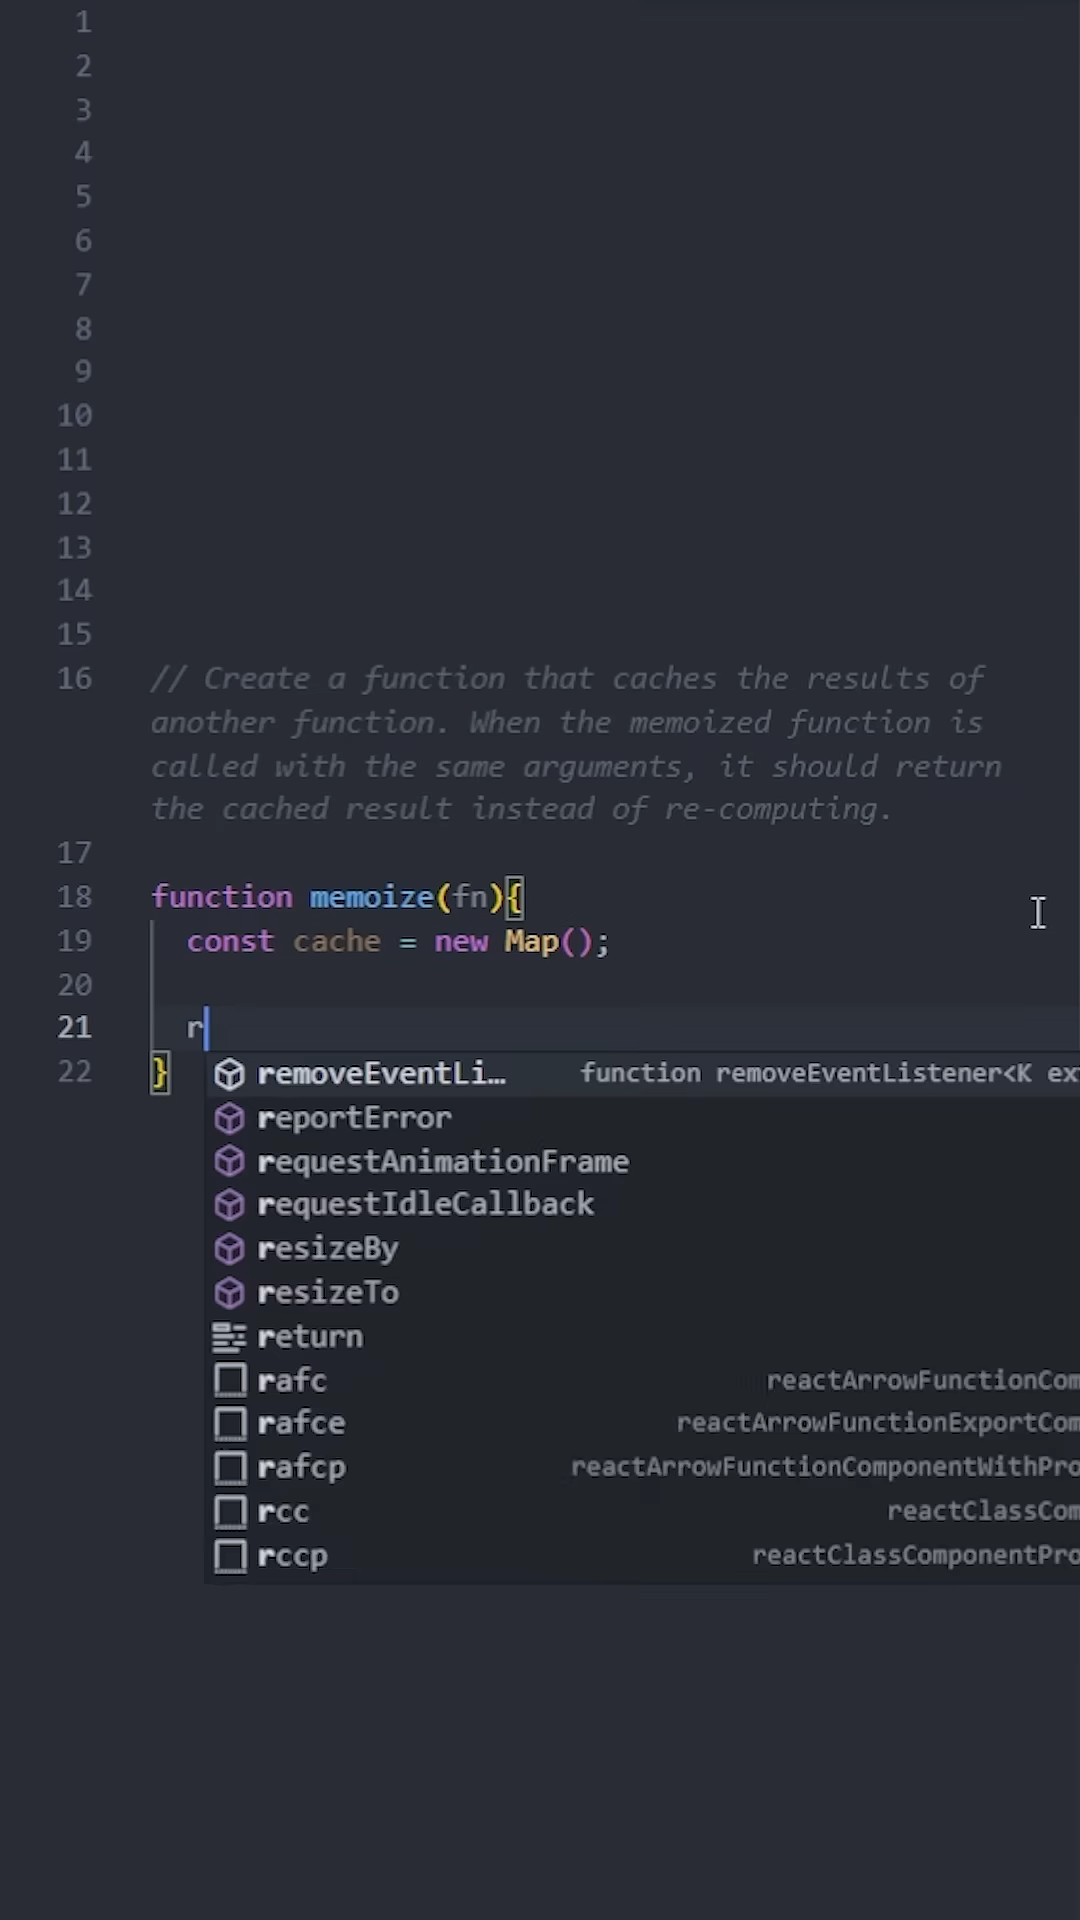 1
2
3
4
5
6
7
8
9
10
11
12
13
14
15
16 // Create a function that caches the results of
another function. When the memoized function is
called with the same arguments, it should return
the cached result instead of re-computing.
17
18 function memoize(fn){
19 const cache = new Map();
20
21 r
22 }
removeEventLi… function removeEventListener<K ex
reportError
requestAnimationFrame
requestIdleCallback
resizeBy
resizeTo
return
rafc reactArrowFunctionCom
rafce reactArrowFunctionExportCom
rafcp reactArrowFunctionComponentWithPro
rcc reactClassCom
rccp reactClassComponentPro